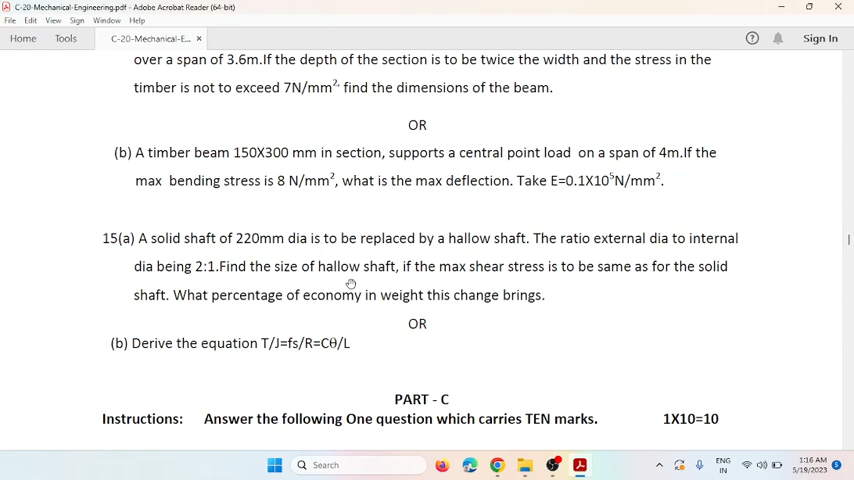 C-20-Mechanical-Engineering.pdf - Adobe Acrobat Reader (64-bit)
File Edit View Sign Window Help
Home Tools C-20-Mechanical-E... × Sign In
over a span of 3.6m.If the depth of the section is to be twice the width and the stress in the
timber is not to exceed 7N/mm², find the dimensions of the beam.
OR
(b) A timber beam 150X300 mm in section, supports a central point load on a span of 4m.If the
max bending stress is 8 N/mm², what is the max deflection. Take E=0.1X10⁵N/mm².
15(a) A solid shaft of 220mm dia is to be replaced by a hallow shaft. The ratio external dia to internal
dia being 2:1.Find the size of hallow shaft, if the max shear stress is to be same as for the solid
shaft. What percentage of economy in weight this change brings.
OR
(b) Derive the equation T/J=fs/R=Cθ/L
PART - C
Instructions: Answer the following One question which carries TEN marks. 1X10=10
Search
ENG
IN
1:16 AM
5/19/2023
5